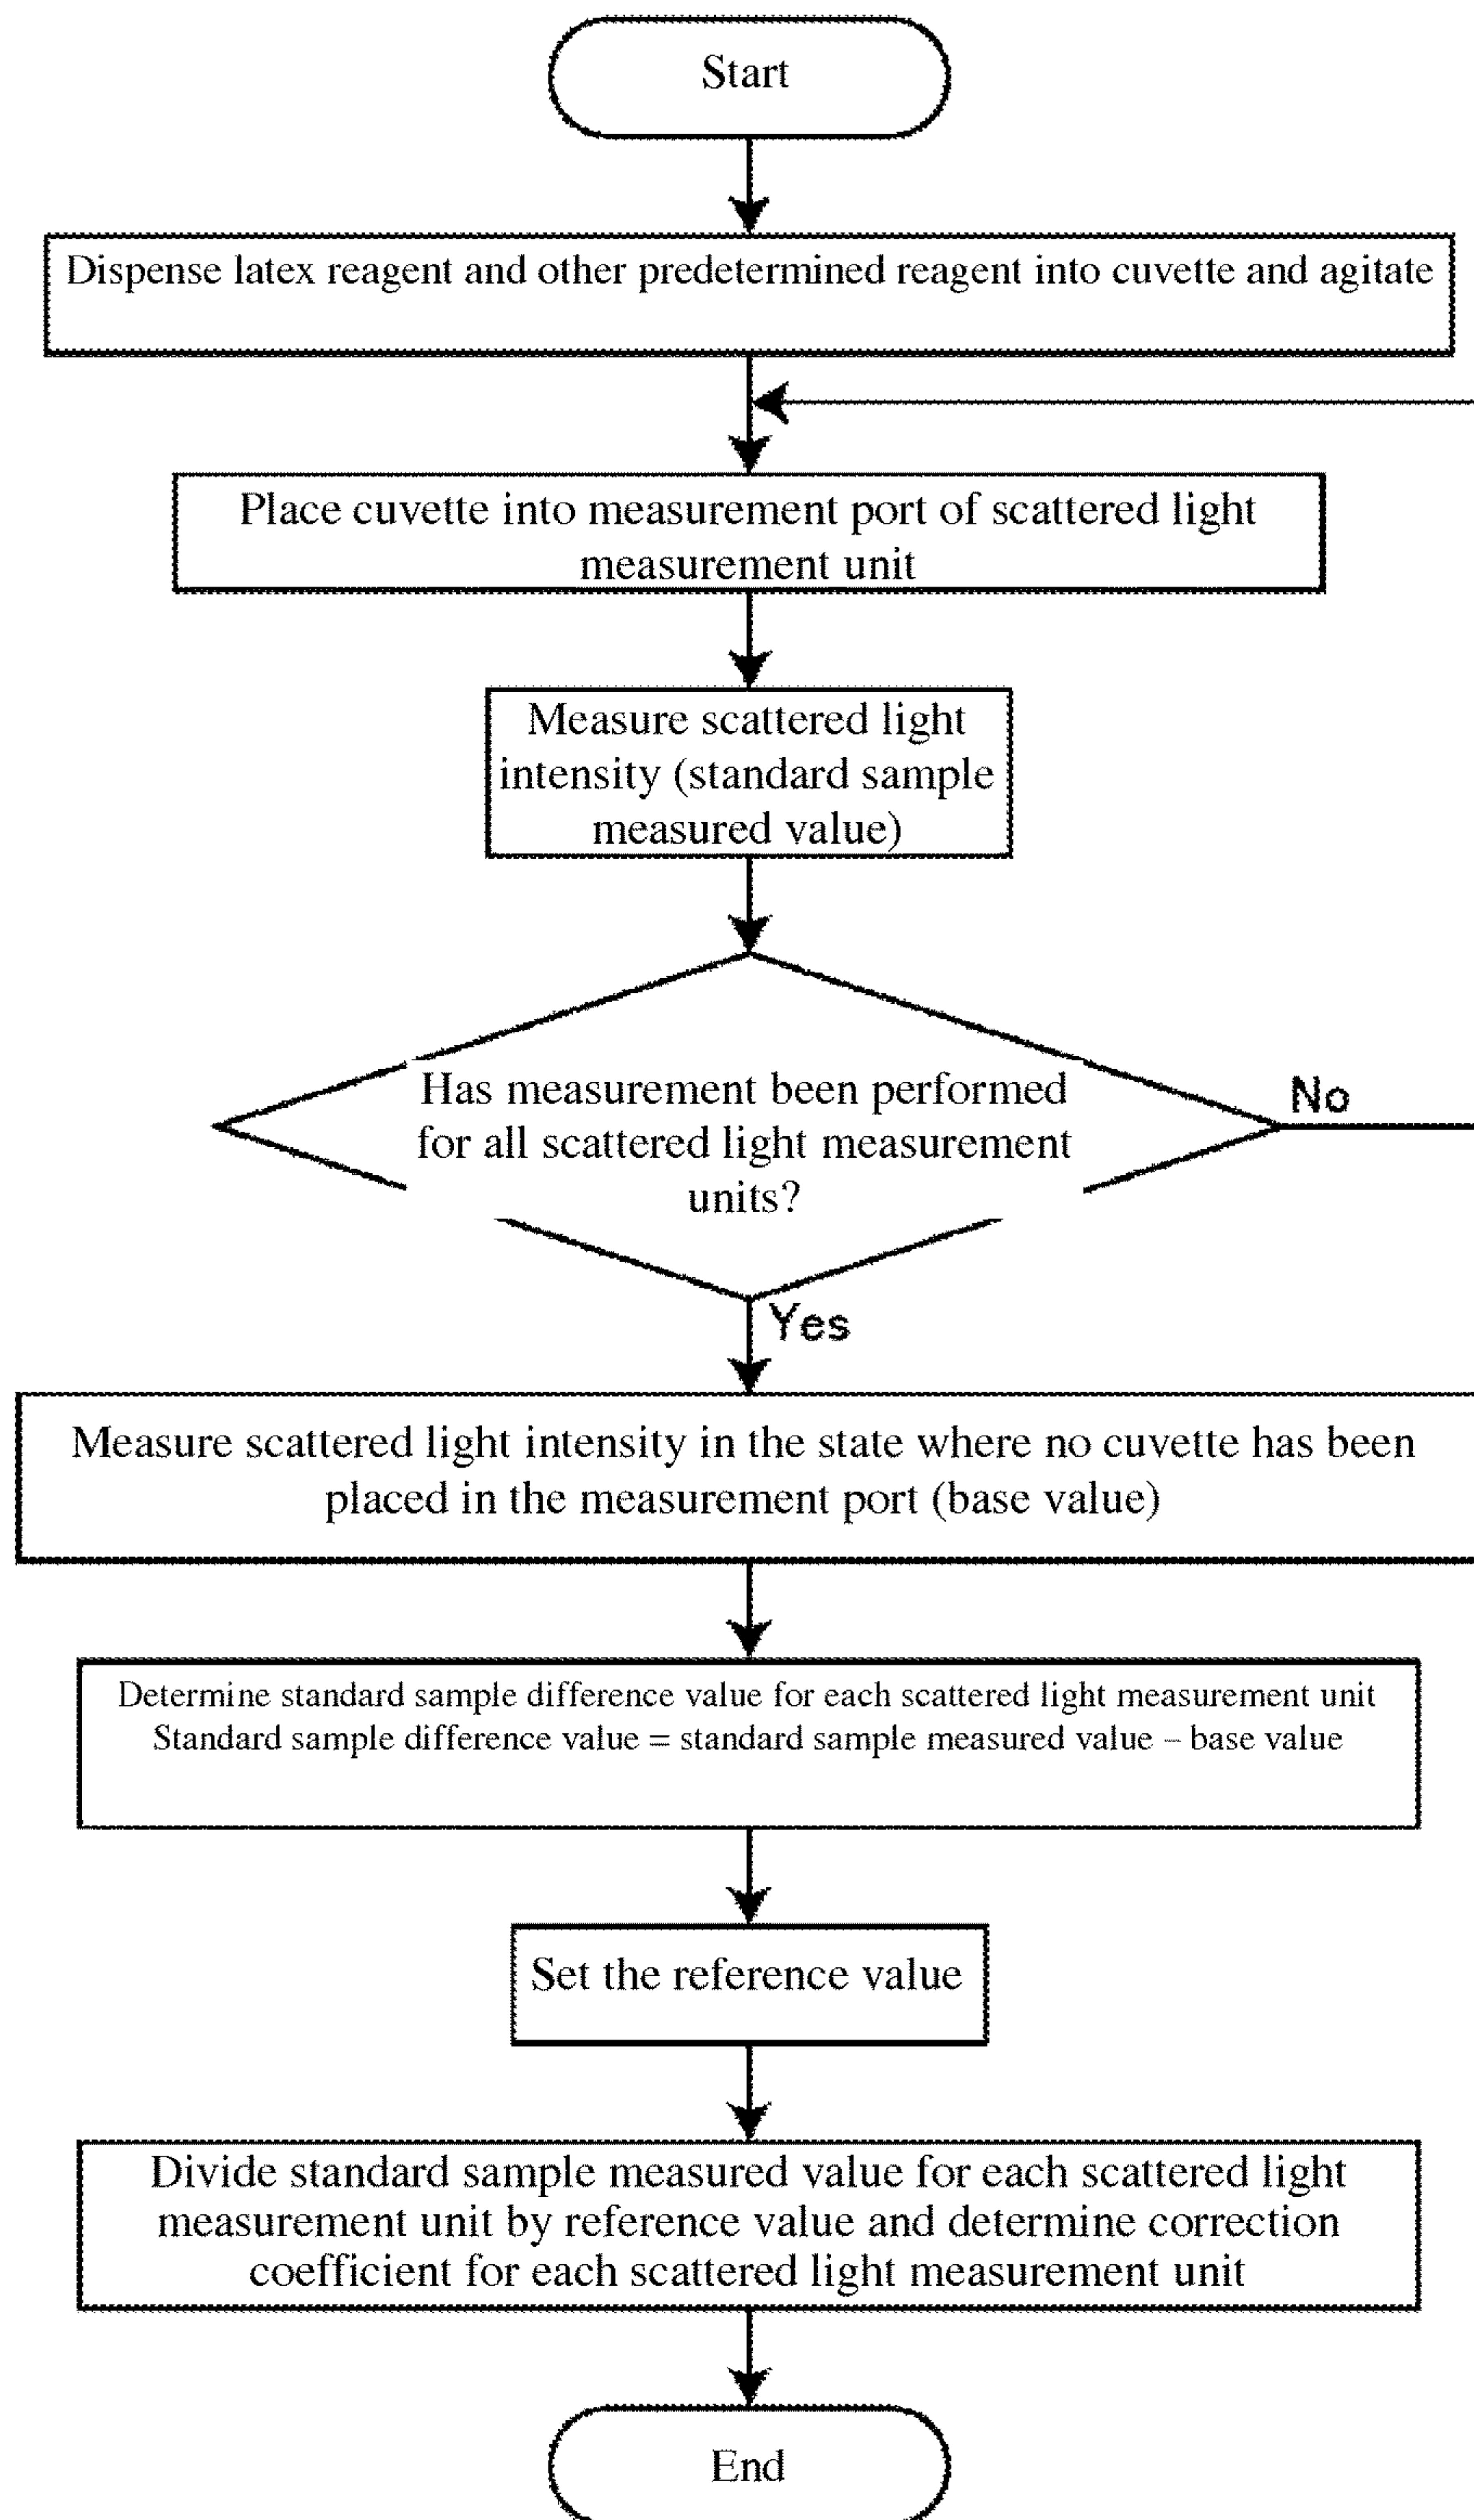 Start
Dispense latex reagent and other predetermined reagent into cuvette and agitate
Place cuvette into measurement port of scattered light
measurement unit
Measure scattered light
intensity (standard sample
measured value)
Has measurement been performed
for all scattered light measurement
units?
No
Yes
Measure scattered light intensity in the state where no cuvette has been
placed in the measurement port (base value)
Determine standard sample difference value for each scattered light measurement unit
Standard sample difference value = standard sample measured value – base value
Set the reference value
Divide standard sample measured value for each scattered light
measurement unit by reference value and determine correction
coefficient for each scattered light measurement unit
End